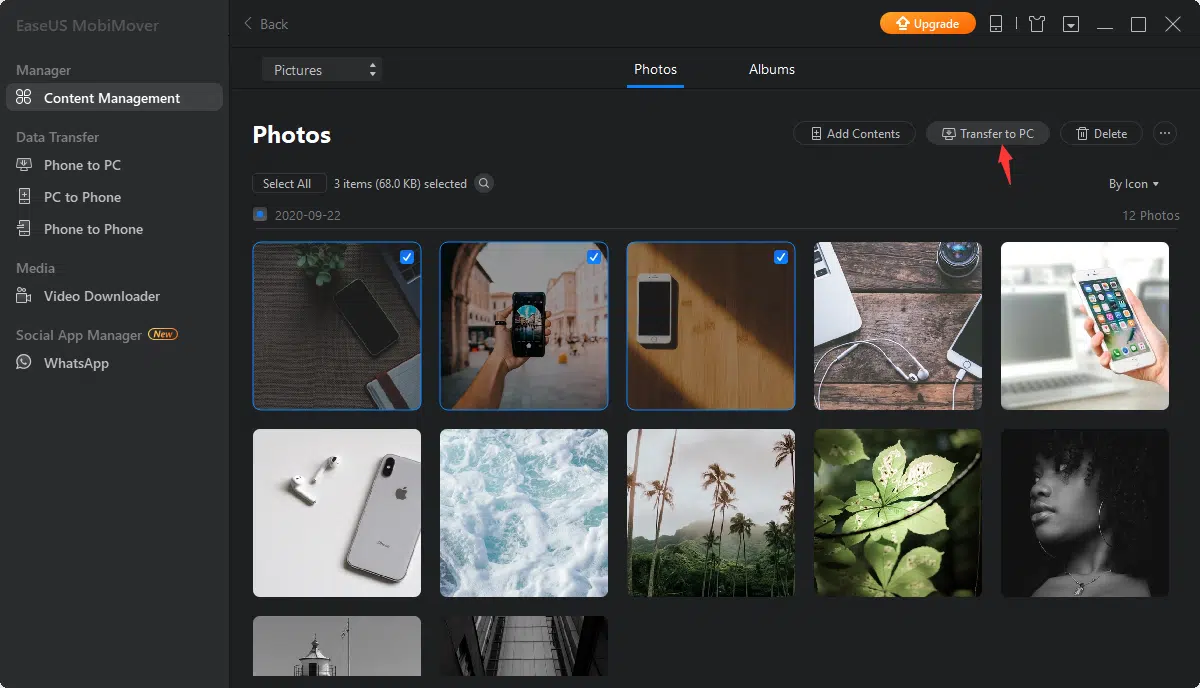 EaseUS MobiMover
Back
Upgrade
Manager
Content Management
Data Transfer
Phone to PC
PC to Phone
Phone to Phone
Media
Video Downloader
Social App Manager New
WhatsApp
Pictures
Photos
Albums
Photos
Add Contents
Transfer to PC
Delete
Select All
3 items (68.0 KB) selected
By Icon
2020-09-22
12 Photos